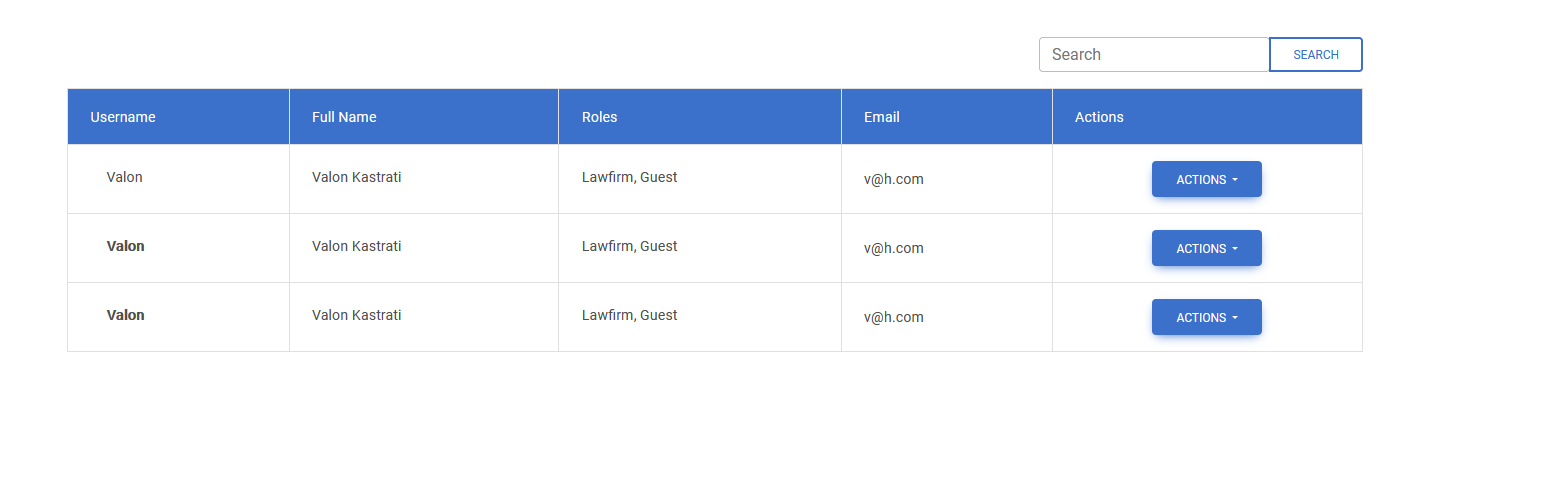 Search SEARCH
Username Full Name Roles Email Actions
Valon Valon Kastrati Lawfirm, Guest v@h.com ACTIONS
Valon Valon Kastrati Lawfirm, Guest v@h.com ACTIONS
Valon Valon Kastrati Lawfirm, Guest v@h.com ACTIONS